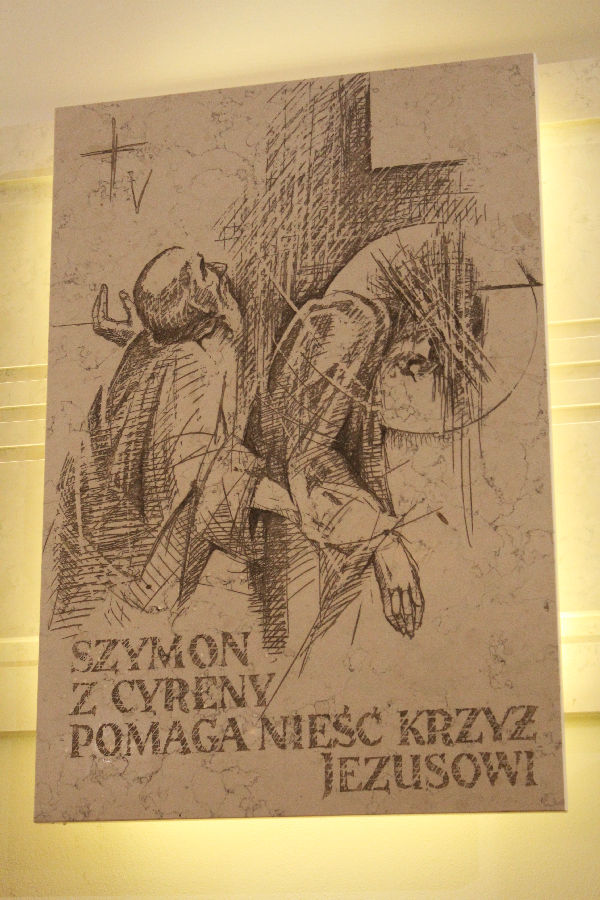 V
SZYMON
Z CYRENY
POMAGA NIEŚĆ KRZYŻ
JEZUSOWI